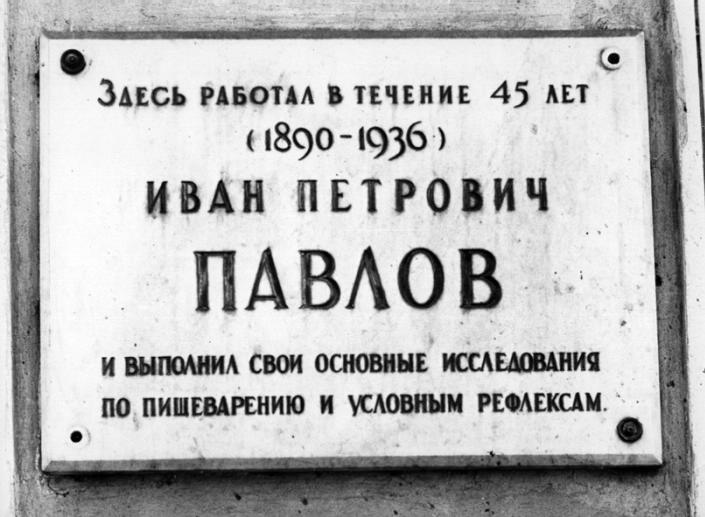 Здесь работал в течение 45 лет
(1890-1936)
ИВАН ПЕТРОВИЧ
ПАВЛОВ
И ВЫПОЛНИЛ СВОИ ОСНОВНЫЕ ИССЛЕДОВАНИЯ
ПО ПИЩЕВАРЕНИЮ И УСЛОВНЫМ РЕФЛЕКСАМ.